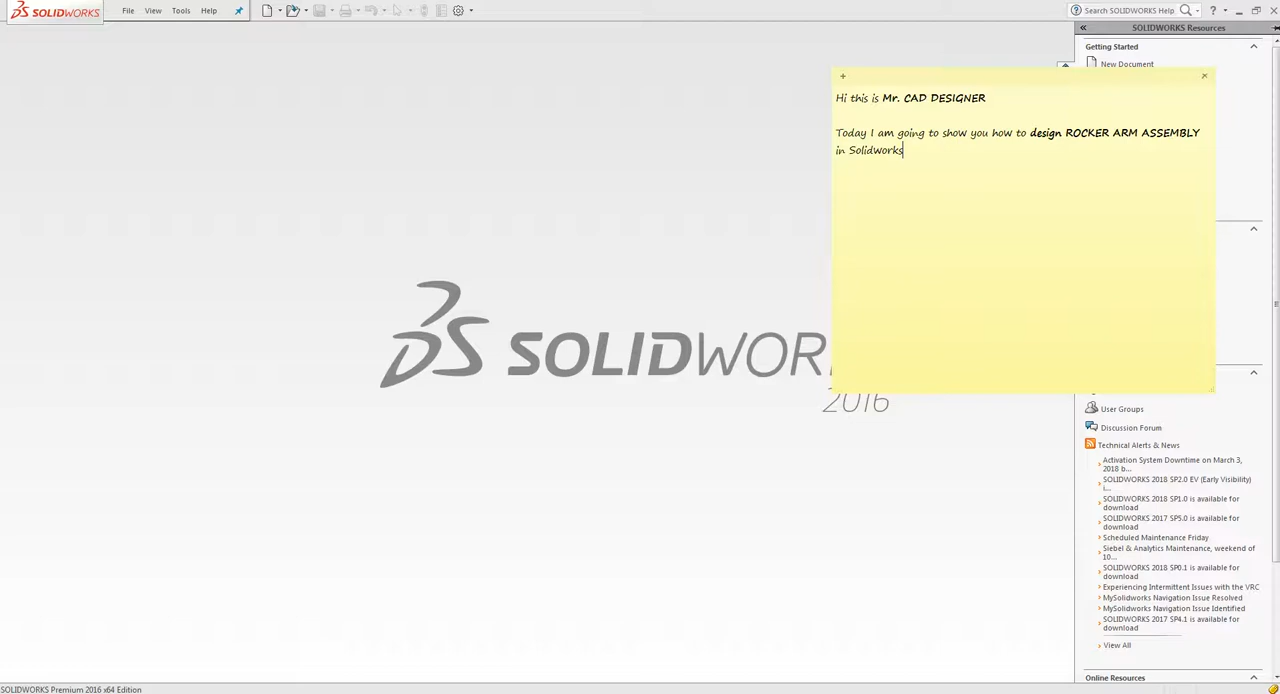 SOLIDWORKS File View Tools Help Search SOLIDWORKS Help ?
SOLIDWORKS Resources
Getting Started
New Document
Hi this is Mr. CAD DESIGNER
Today I am going to show you how to design ROCKER ARM ASSEMBLY
in Solidworks
SOLIDWOR
2016
User Groups
Discussion Forum
Technical Alerts & News
Activation System Downtime on March 3,
2018 b...
SOLIDWORKS 2018 SP2.0 EV (Early Visibility)
i...
SOLIDWORKS 2018 SP1.0 is available for
download
SOLIDWORKS 2017 SP5.0 is available for
download
Scheduled Maintenance Friday
Siebel & Analytics Maintenance, weekend of
10...
SOLIDWORKS 2018 SP0.1 is available for
download
Experiencing Intermittent Issues with the VRC
MySolidworks Navigation Issue Resolved
MySolidworks Navigation Issue Identified
SOLIDWORKS 2017 SP4.1 is available for
download
View All
Online Resources
SOLIDWORKS Premium 2016 x64 Edition